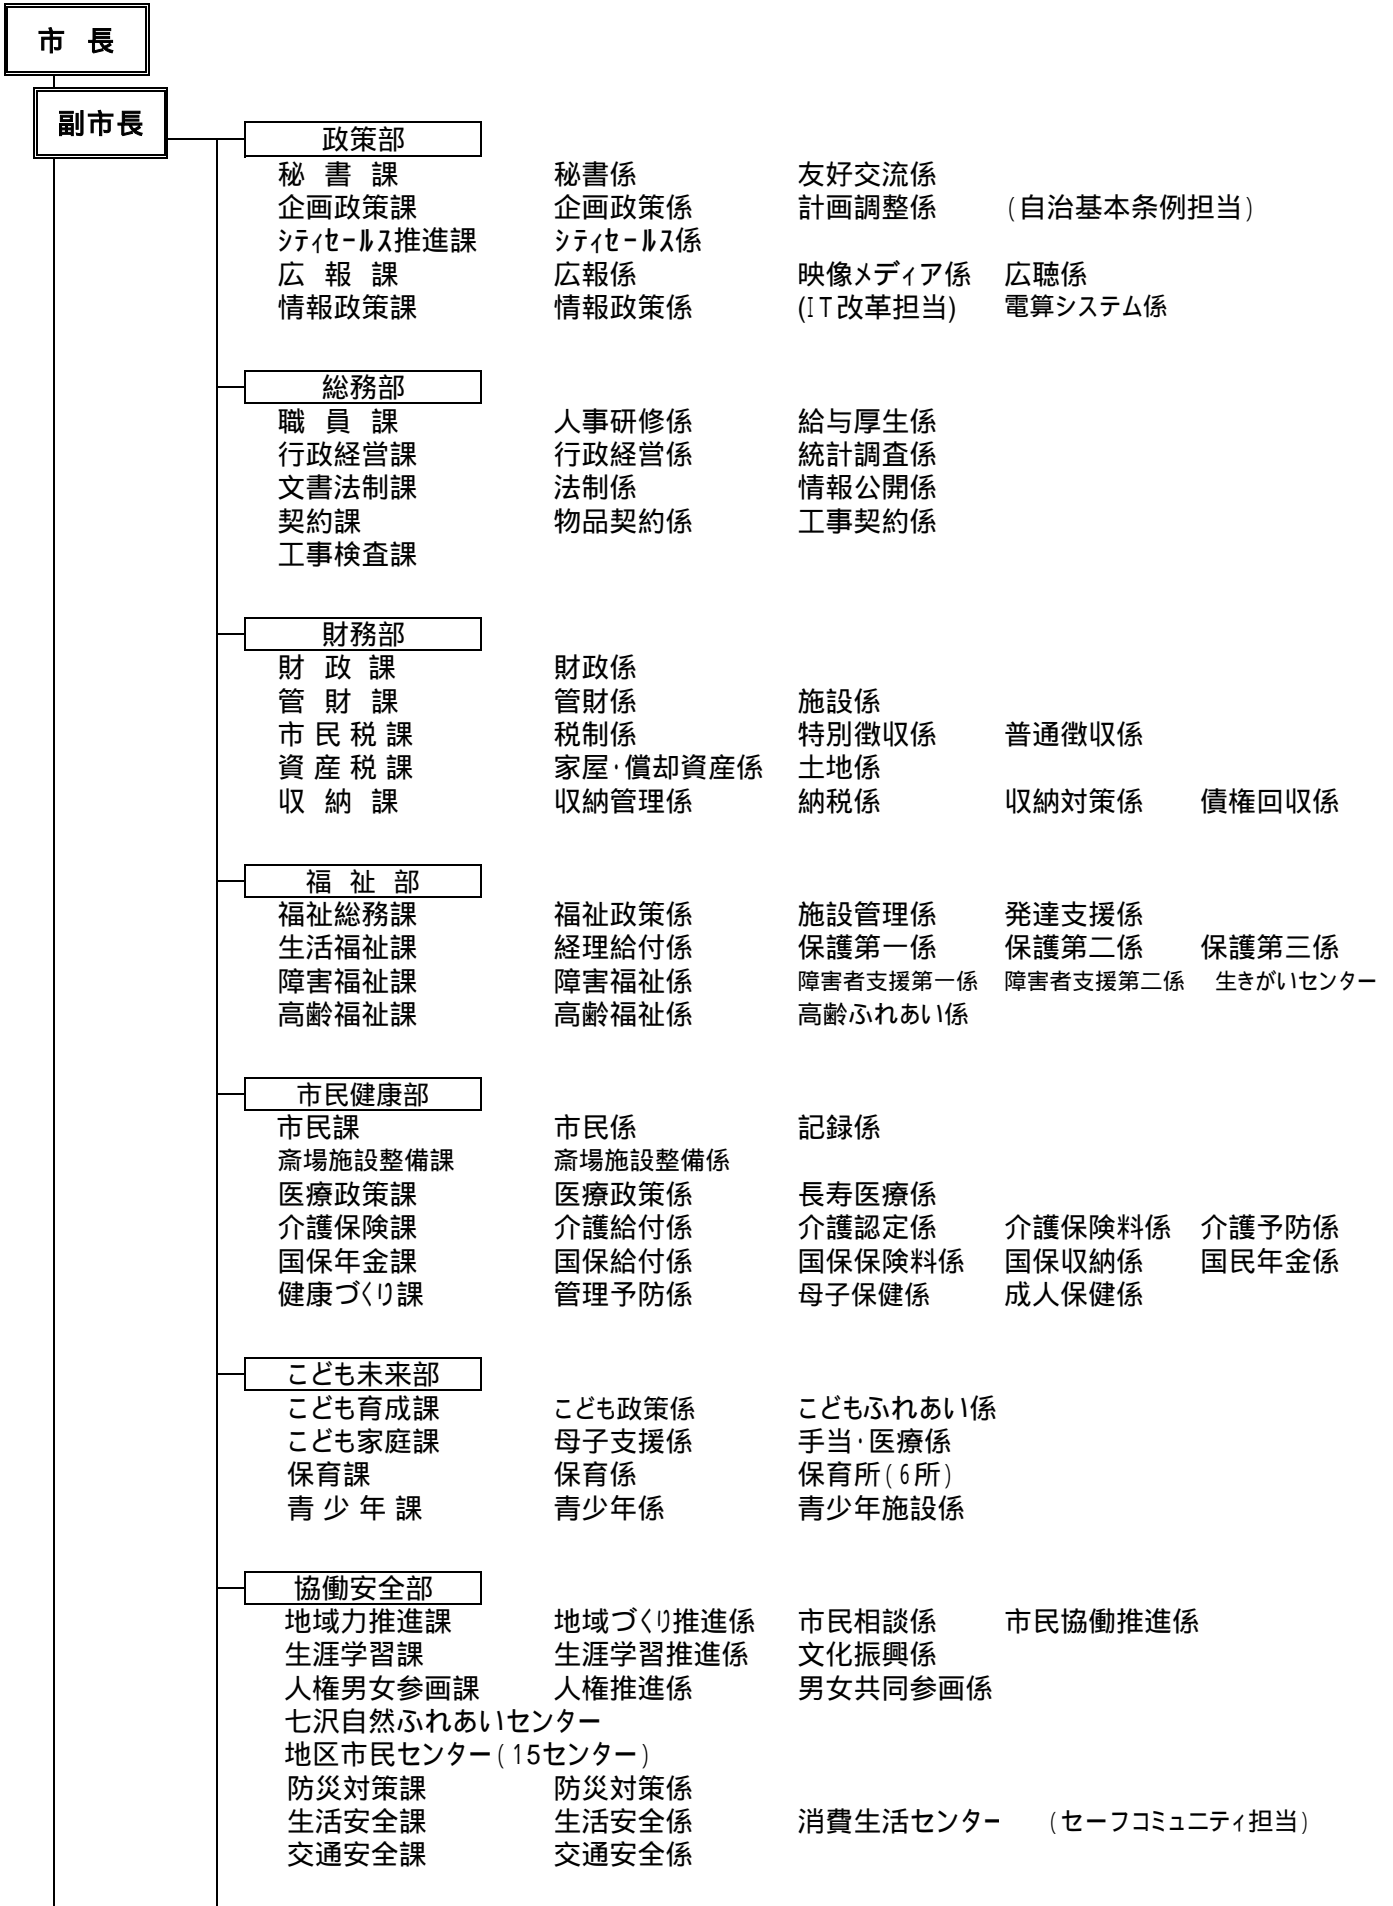 市 長
副市長
政策部
秘 書 課 秘書係 友好交流係
企画政策課 企画政策係 計画調整係 (自治基本条例担当)
ｼﾃｨｾｰﾙｽ推進課 ｼﾃｨｾｰﾙｽ係
広 報 課 広報係 映像メディア係 広聴係
情報政策課 情報政策係 (IT改革担当) 電算システム係
総務部
職 員 課 人事研修係 給与厚生係
行政経営課 行政経営係 統計調査係
文書法制課 法制係 情報公開係
契約課 物品契約係 工事契約係
工事検査課
財務部
財 政 課 財政係
管 財 課 管財係 施設係
市 民 税 課 税制係 特別徴収係 普通徴収係
資 産 税 課 家屋・償却資産係 土地係
収 納 課 収納管理係 納税係 収納対策係 債権回収係
福 祉 部
福祉総務課 福祉政策係 施設管理係 発達支援係
生活福祉課 経理給付係 保護第一係 保護第二係 保護第三係
障害福祉課 障害福祉係 障害者支援第一係 障害者支援第二係 生きがいセンター
高齢福祉課 高齢福祉係 高齢ふれあい係
市民健康部
市民課 市民係 記録係
斎場施設整備課 斎場施設整備係
医療政策課 医療政策係 長寿医療係
介護保険課 介護給付係 介護認定係 介護保険料係 介護予防係
国保年金課 国保給付係 国保保険料係 国保収納係 国民年金係
健康づくり課 管理予防係 母子保健係 成人保健係
こども未来部
こども育成課 こども政策係 こどもふれあい係
こども家庭課 母子支援係 手当・医療係
保育課 保育係 保育所(6所)
青 少 年 課 青少年係 青少年施設係
協働安全部
地域力推進課 地域づくり推進係 市民相談係 市民協働推進係
生涯学習課 生涯学習推進係 文化振興係
人権男女参画課 人権推進係 男女共同参画係
七沢自然ふれあいセンター
地区市民センター(15センター)
防災対策課 防災対策係
生活安全課 生活安全係 消費生活センター (セーフコミュニティ担当)
交通安全課 交通安全係